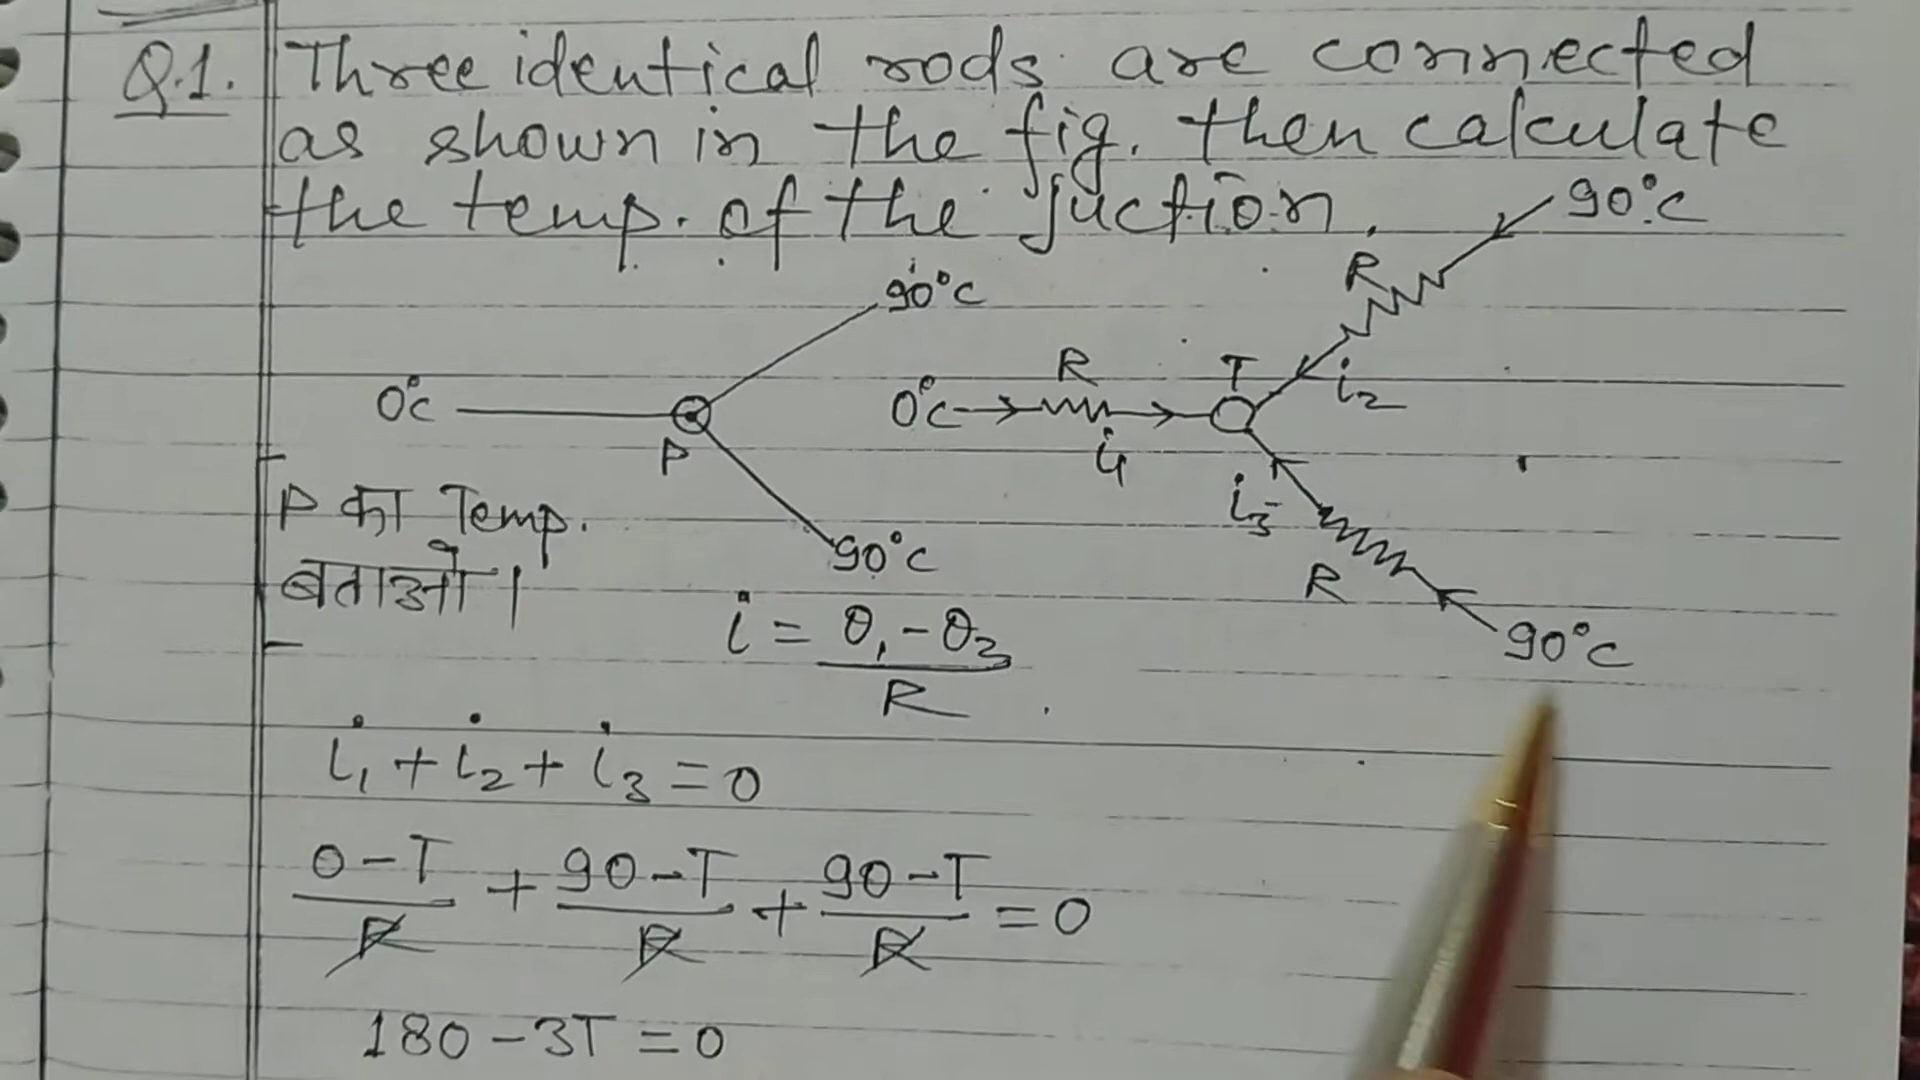 Q.1. Three identical rods are connected
as shown in the fig. then calculate
the temp. of the juction.
90°C
0°C
P
90°C
P का Temp.
बताओ।
90°C
R
i2
0°C
R
i1
T
i3
R
90°C
i = θ1-θ2/R
i1 + i2 + i3 = 0
0-T/R + 90-T/R + 90-T/R = 0
180 - 3T = 0